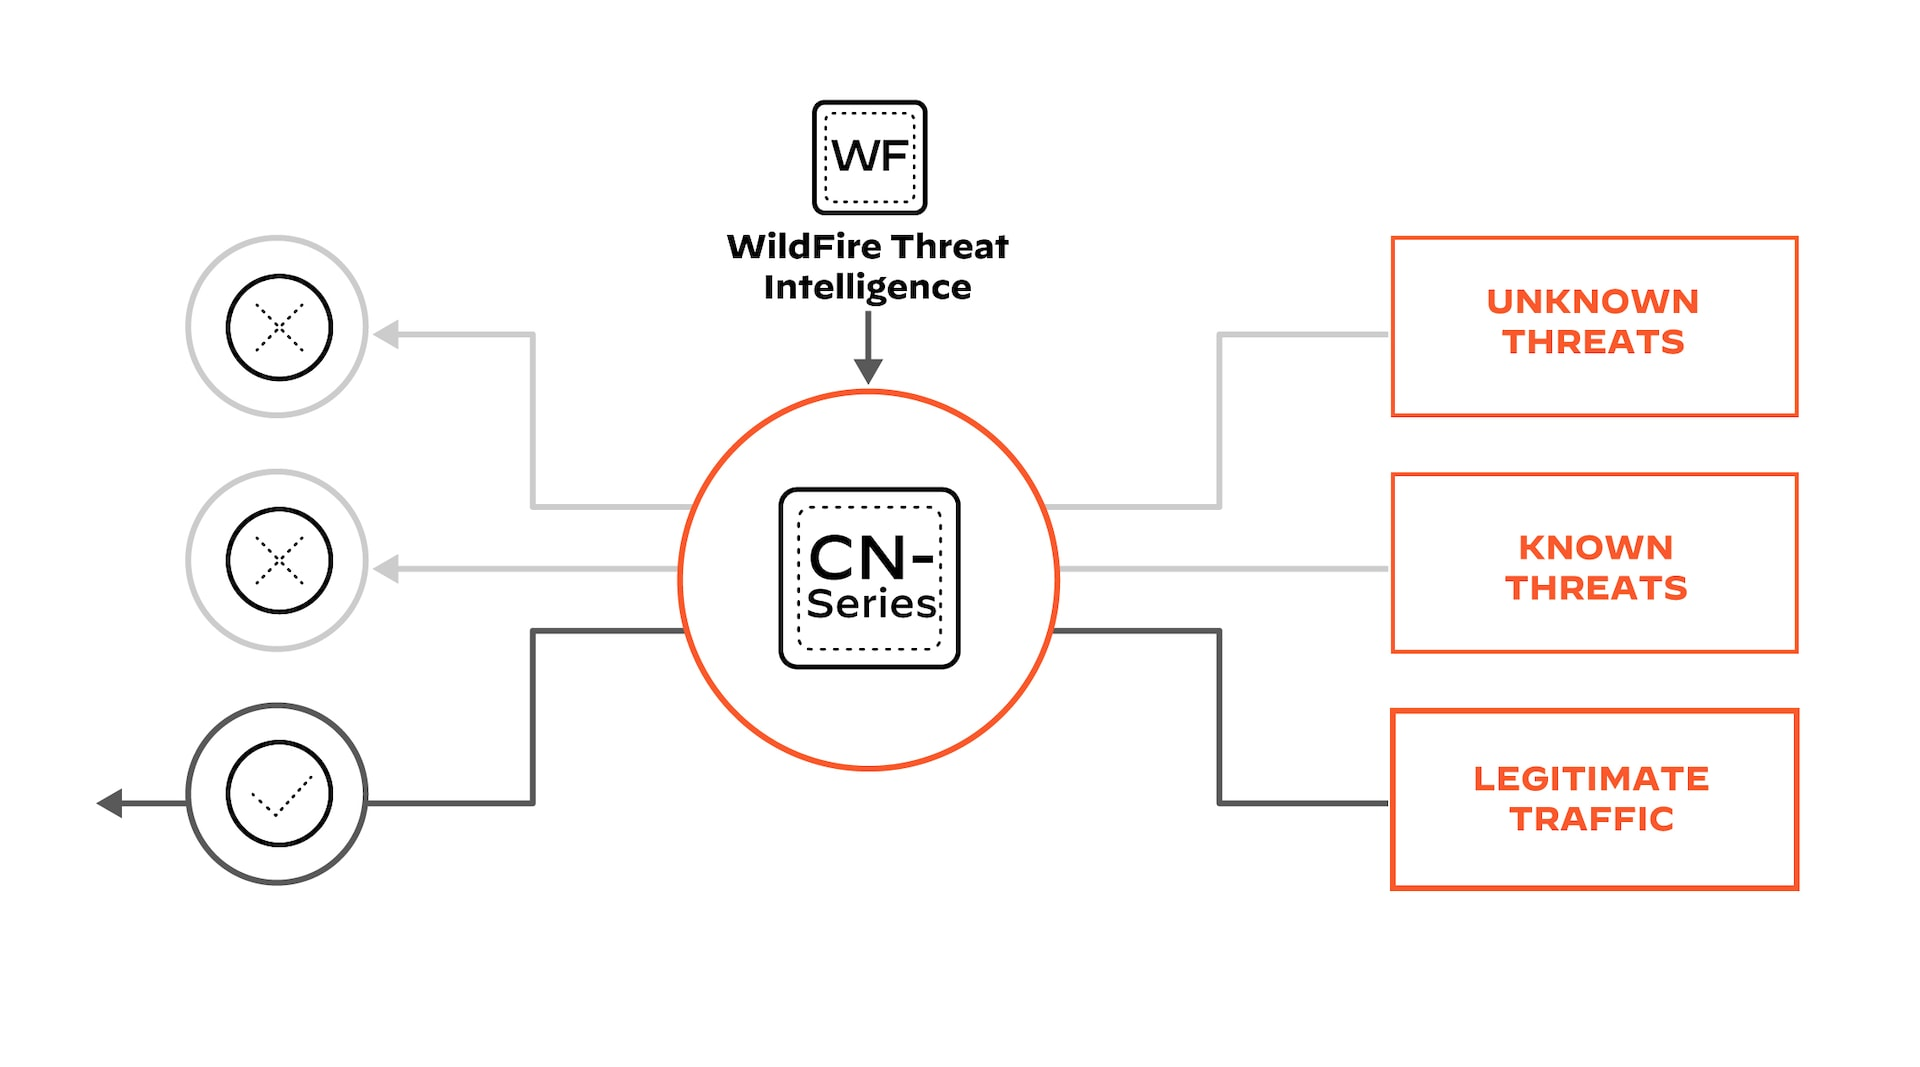 WF
WildFire Threat
Intelligence
CN-
Series
UNKNOWN
THREATS
KNOWN
THREATS
LEGITIMATE
TRAFFIC